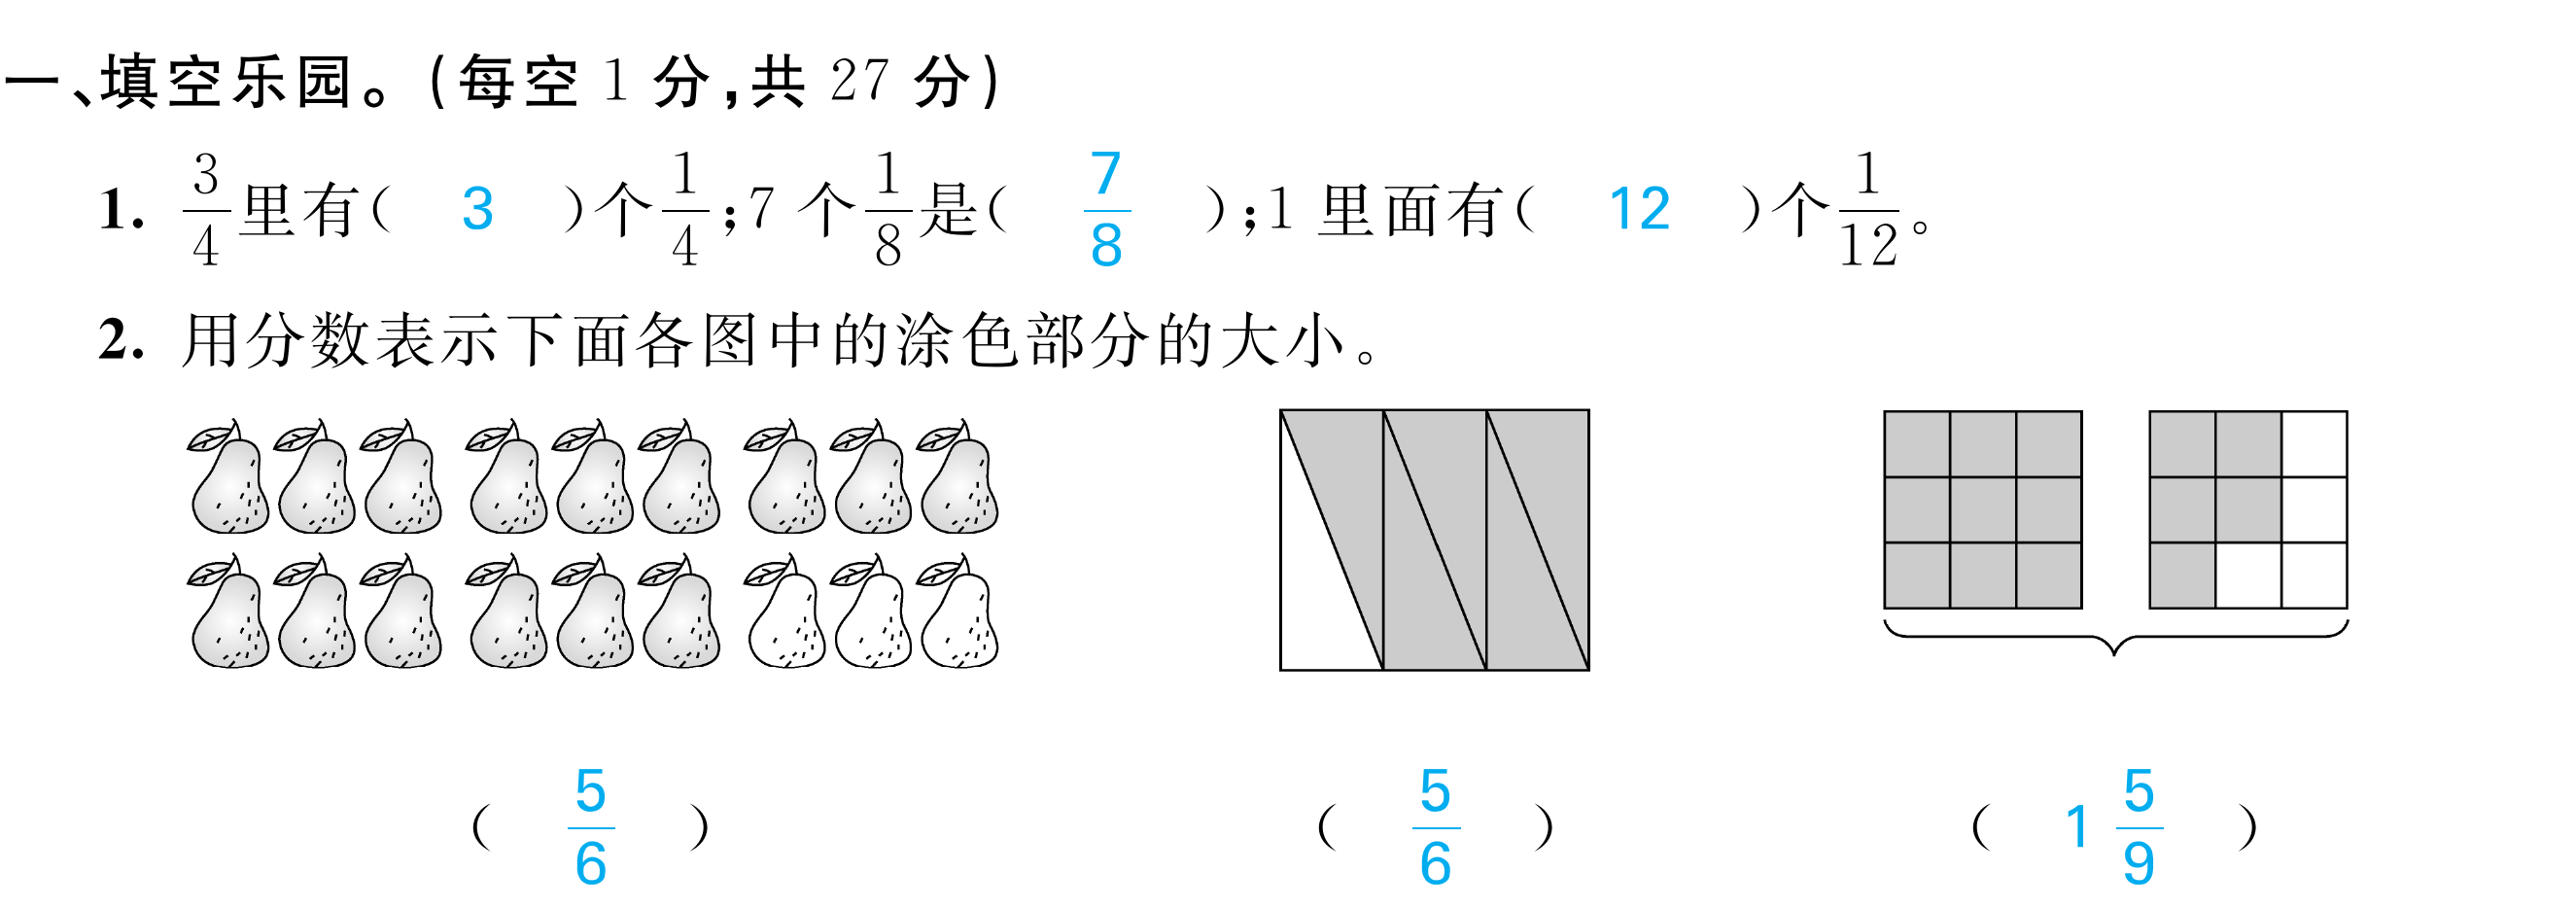 一、填空乐园。(每空 1 分,共 27 分)
1. 3/4里有( 3 )个1/4;7 个1/8是( 7/8 );1 里面有( 12 )个1/12。
2. 用分数表示下面各图中的涂色部分的大小。
( 5/6 ) ( 5/6 ) ( 1 5/9 )